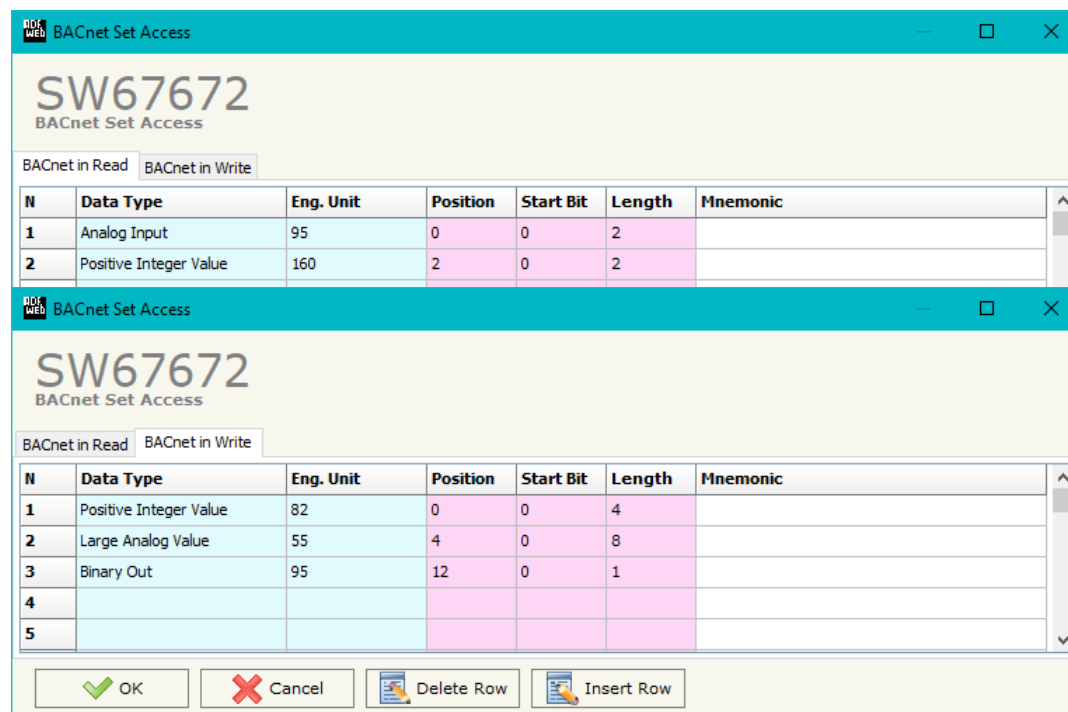 ADF WEB BACnet Set Access
SW67672
BACnet Set Access
BACnet in Read BACnet in Write
N Data Type Eng. Unit Position Start Bit Length Mnemonic
1 Analog Input 95 0 0 2
2 Positive Integer Value 160 2 0 2
ADF WEB BACnet Set Access
SW67672
BACnet Set Access
BACnet in Read BACnet in Write
N Data Type Eng. Unit Position Start Bit Length Mnemonic
1 Positive Integer Value 82 0 0 4
2 Large Analog Value 55 4 0 8
3 Binary Out 95 12 0 1
4
5
OK Cancel Delete Row Insert Row